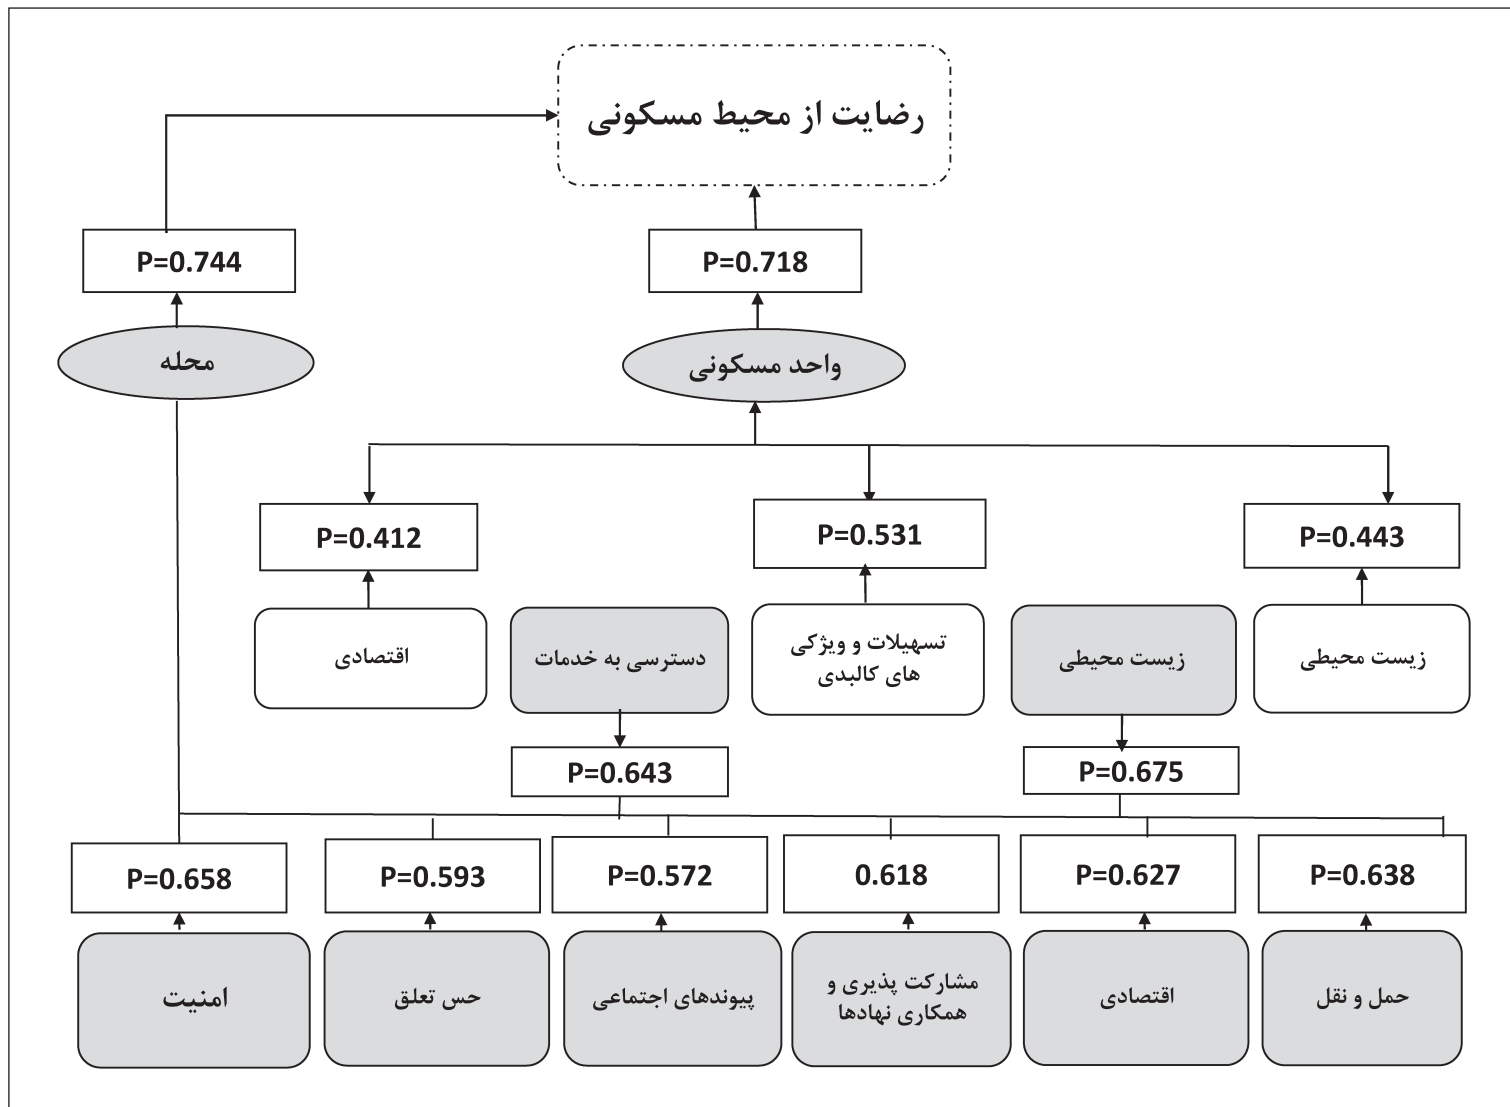 رضایت از محیط مسکونی
P=0.744
P=0.718
محله
واحد مسکونی
P=0.412
P=0.531
P=0.443
اقتصادی
دسترسی به خدمات
تسهیلات و ویژگی
های کالبدی
زیست محیطی
زیست محیطی
P=0.643
P=0.675
P=0.658
P=0.593
P=0.572
0.618
P=0.627
P=0.638
امنیت
حس تعلق
پیوندهای اجتماعی
مشارکت پذیری و
همکاری نهادها
اقتصادی
حمل و نقل